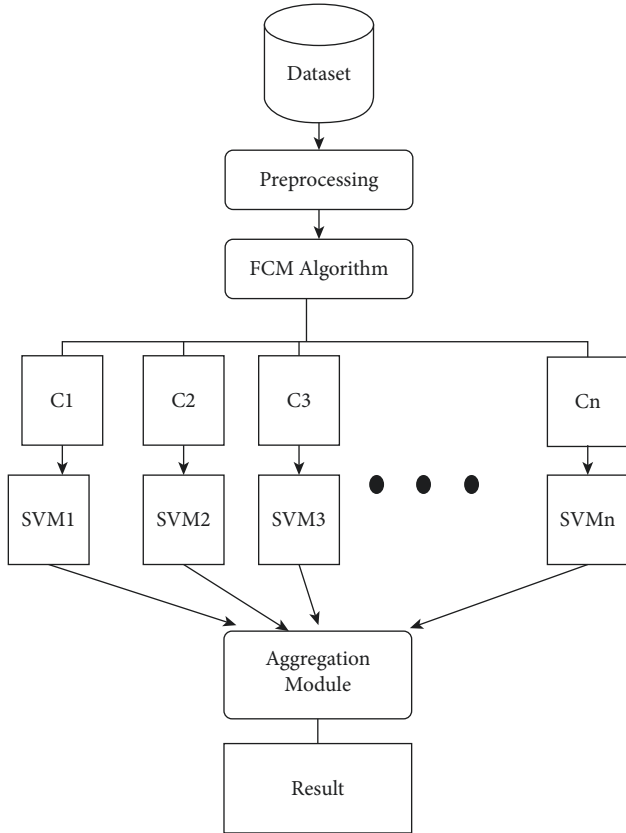 Dataset
Preprocessing
FCM Algorithm
C1
C2
C3
Cn
SVM1
SVM2
SVM3
SVMn
Aggregation
Module
Result